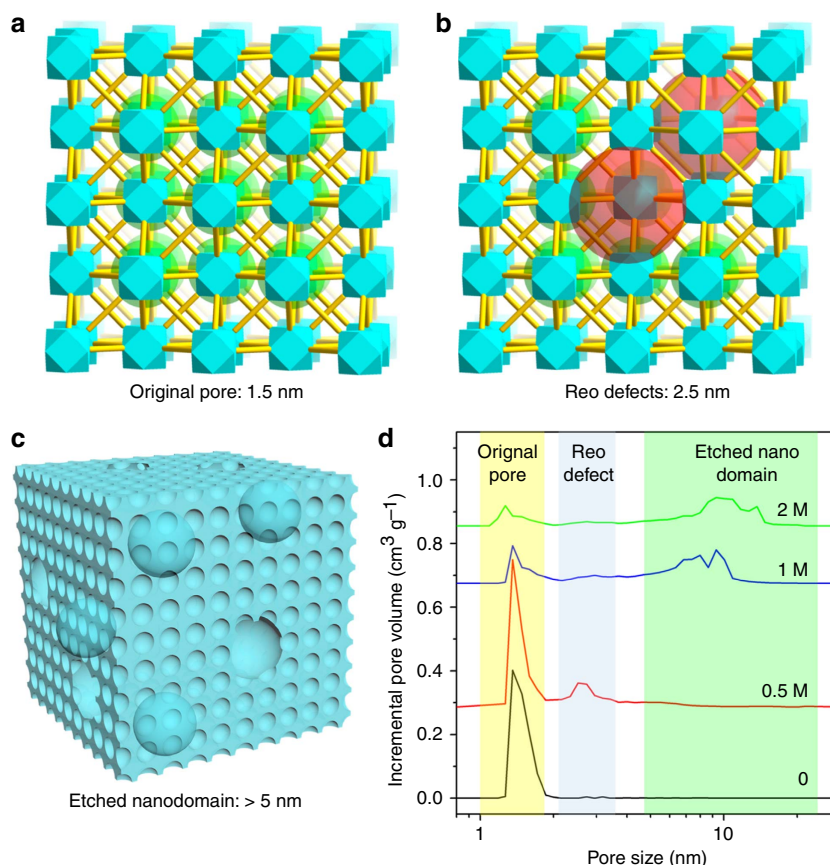 a
b
Original pore: 1.5 nm
Reo defects: 2.5 nm
c
Etched nanodomain: > 5 nm
d
Orignal
pore
Reo
defect
Etched nano
domain
1.0
0.8
0.6
0.4
0.2
0.0
2 M
1 M
0.5 M
0
Incremental pore volume (cm³ g⁻¹)
1
10
Pore size (nm)